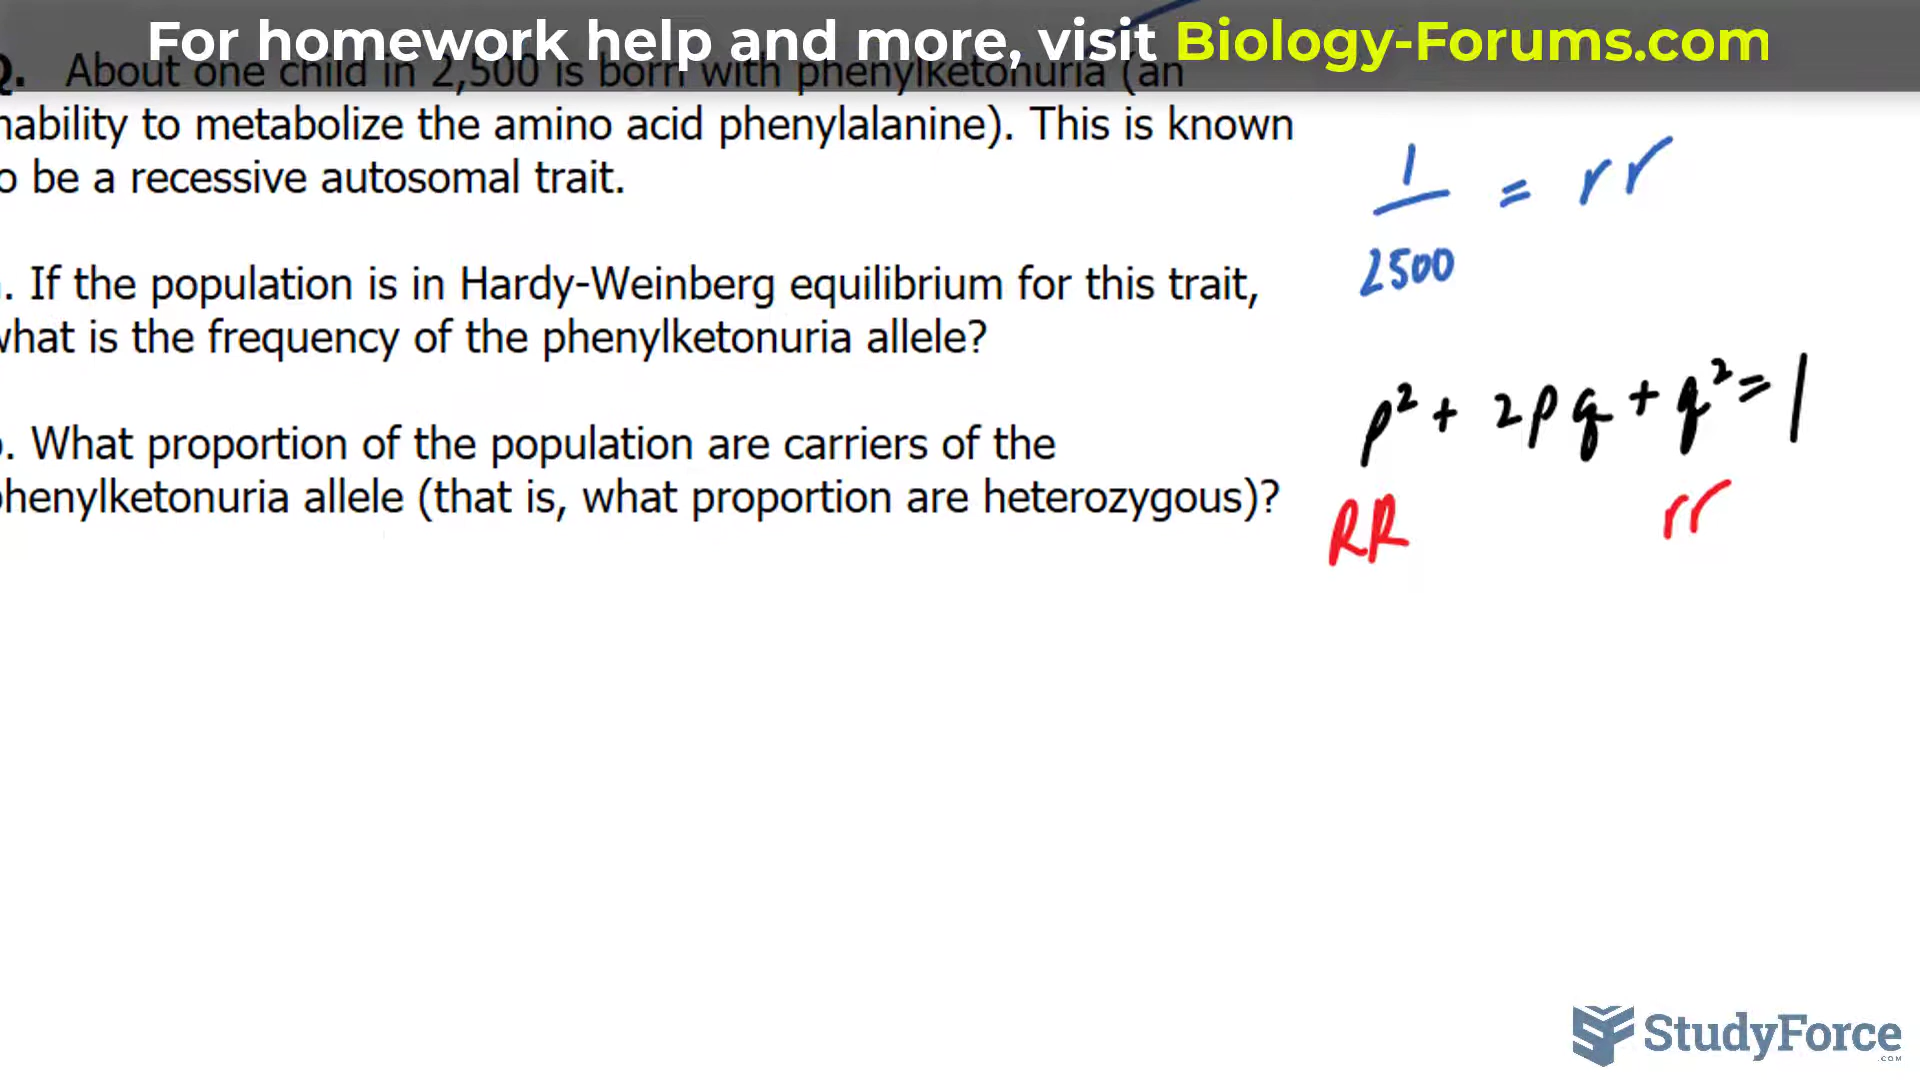 For homework help and more, visit Biology-Forums.com
Q. About one child in 2,500 is born with phenylketonuria (an
nability to metabolize the amino acid phenylalanine). This is known
o be a recessive autosomal trait.
. If the population is in Hardy-Weinberg equilibrium for this trait,
what is the frequency of the phenylketonuria allele?
b. What proportion of the population are carriers of the
phenylketonuria allele (that is, what proportion are heterozygous)?
1
= rr
2500
p² + 2pq + q² = 1
RR rr
SF StudyForce
.COM